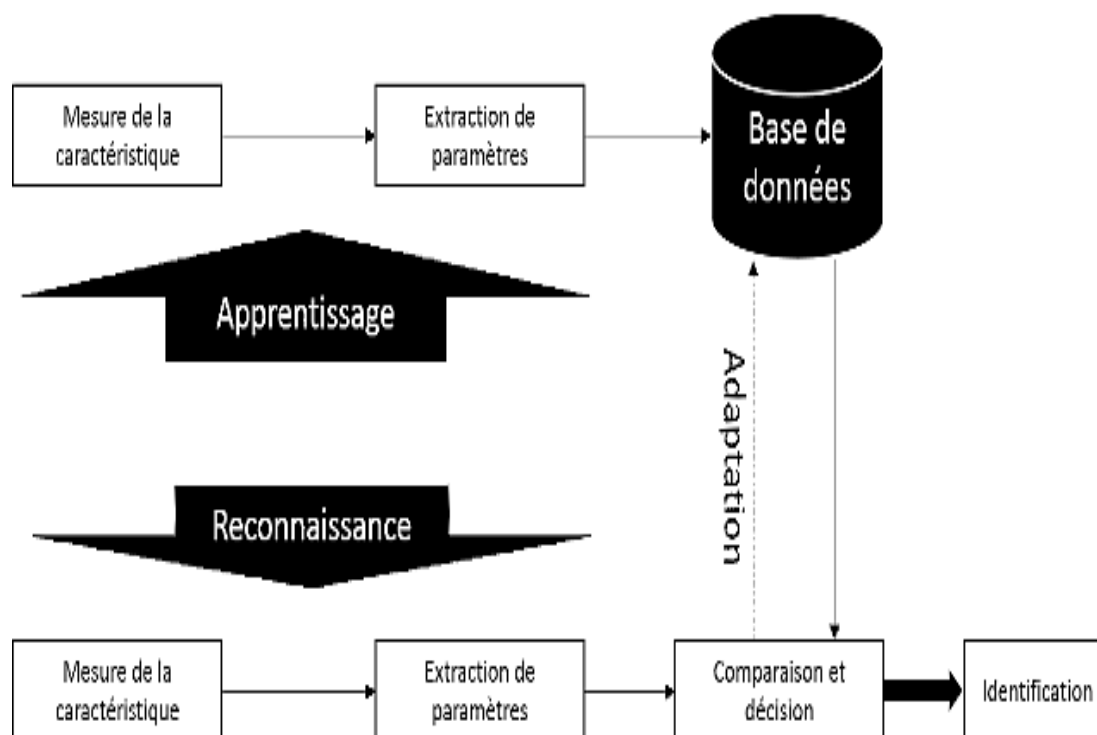 Mesure de la
caractéristique
Extraction de
paramètres
Base de
données
Apprentissage
Adaptation
Reconnaissance
Mesure de la
caractéristique
Extraction de
paramètres
Comparaison et
décision
Identification